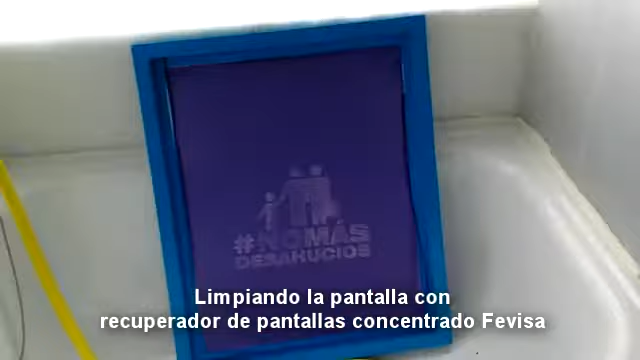 #NOMÁS
DESAHUCIOS
Limpiando la pantalla con
recuperador de pantallas concentrado Fevisa